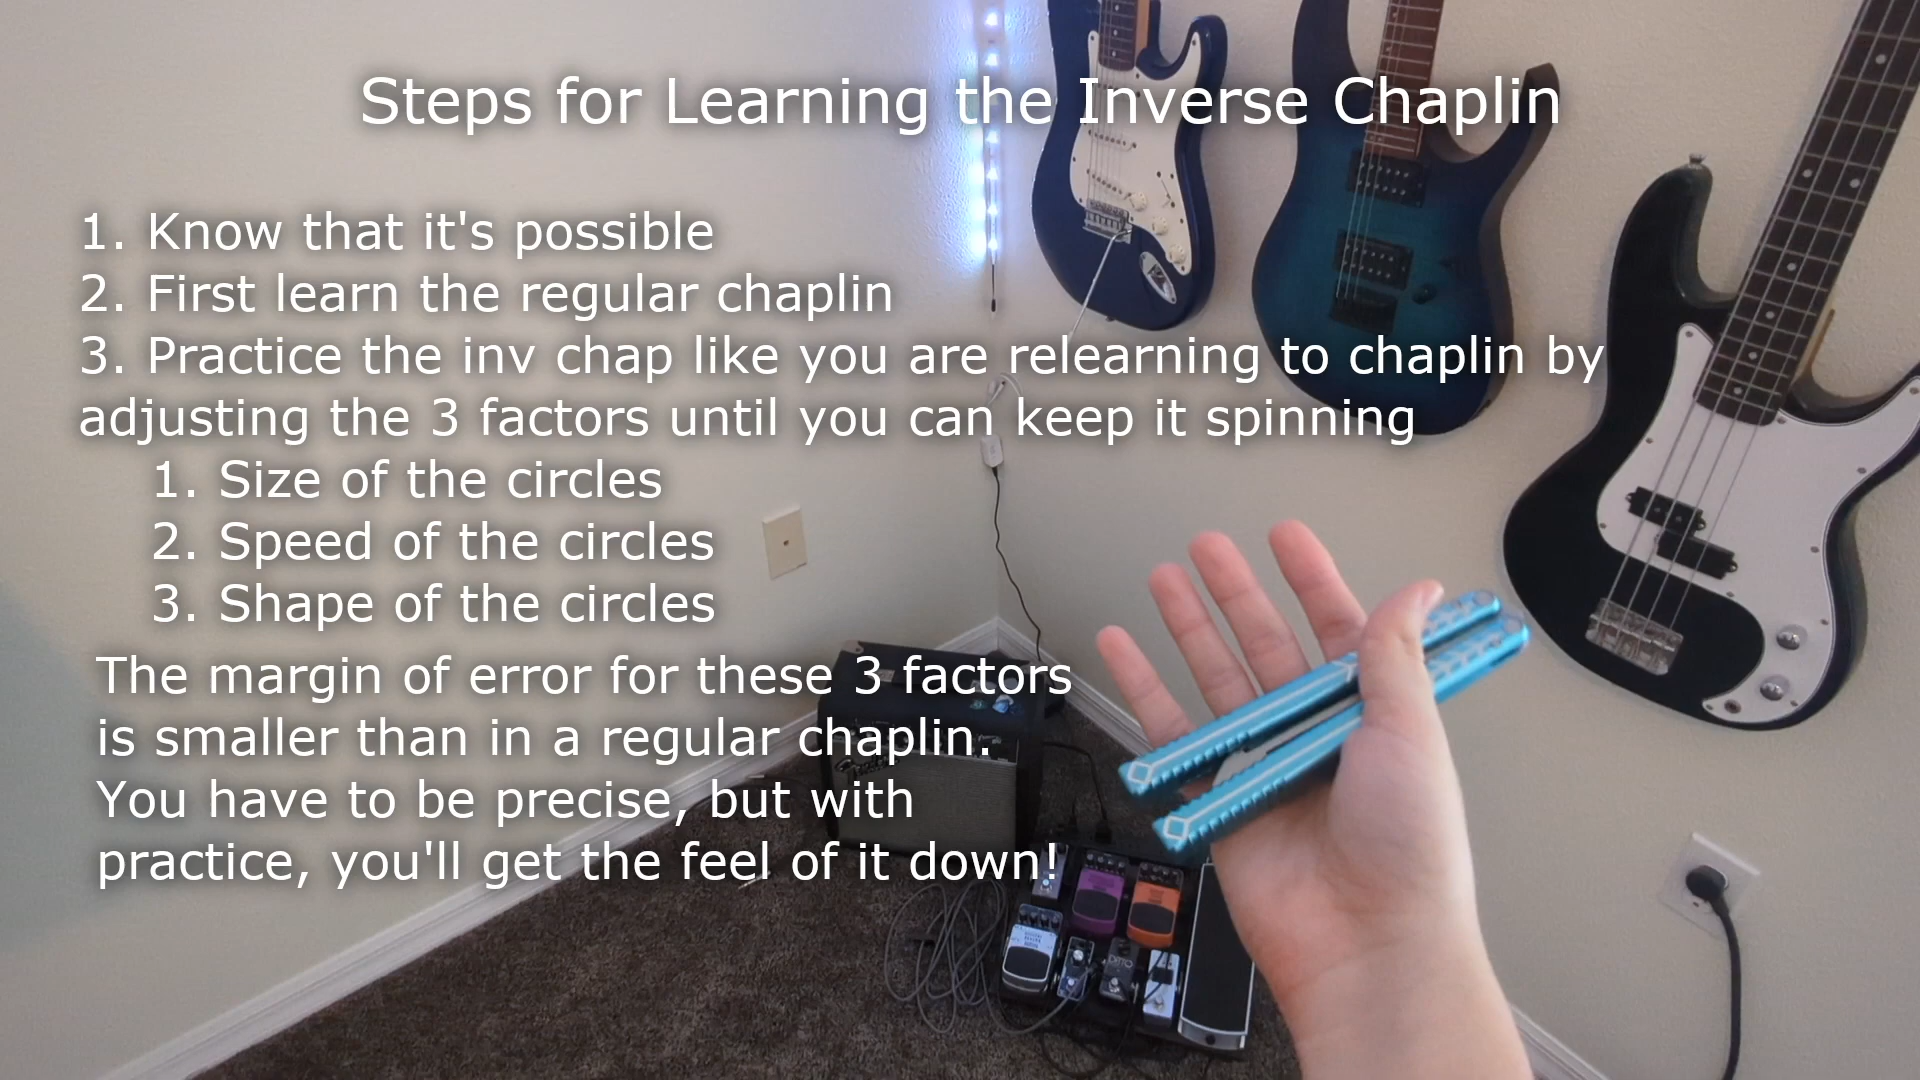 Steps for Learning the Inverse Chaplin
1. Know that it's possible
2. First learn the regular chaplin
3. Practice the inv chap like you are relearning to chaplin by
adjusting the 3 factors until you can keep it spinning
1. Size of the circles
2. Speed of the circles
3. Shape of the circles
The margin of error for these 3 factors
is smaller than in a regular chaplin.
You have to be precise, but with
practice, you'll get the feel of it down!
Fender
DITTO